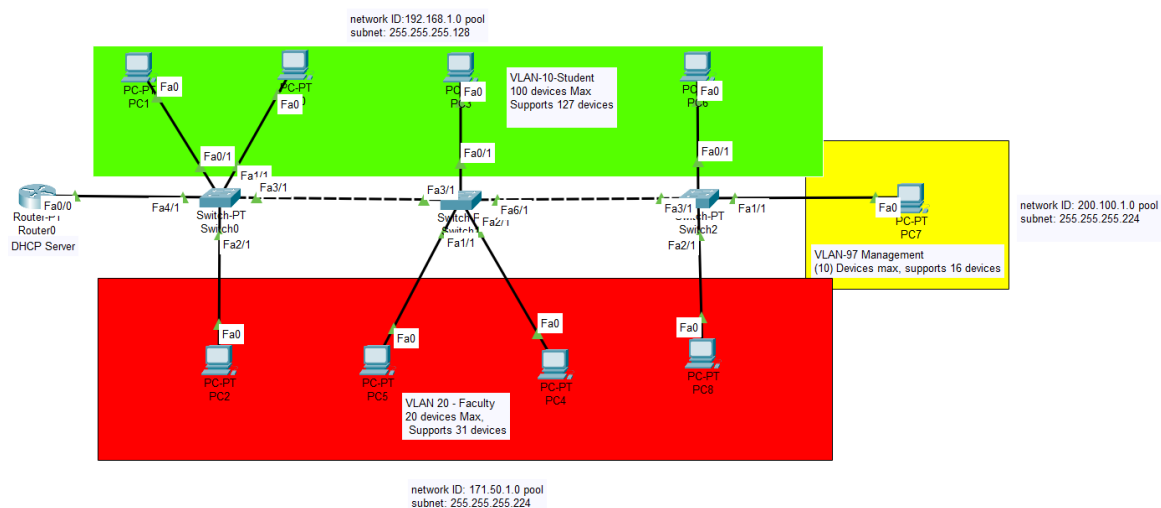 network ID:192.168.1.0 pool
subnet: 255.255.255.128
PC-PT
PC1
Fa0
Fa0
Fa0
VLAN-10-Student
100 devices Max
Supports 127 devices
Fa0
Fa0/1
Fa1/1
Fa0/1
Fa0/1
Fa0/0
Router-PT
Router0
DHCP Server
Fa4/1
Switch-PT
Switch0
Fa3/1
Fa2/1
Fa3/1
Fa6/1
Fa2/1
Fa1/1
Fa3/1
Switch-PT
Switch2
Fa1/1
Fa2/1
Fa0
PC-PT
PC7
network ID: 200.100.1.0 pool
subnet: 255.255.255.224
VLAN-97 Management
(10) Devices max, supports 16 devices
Fa0
PC-PT
PC2
Fa0
PC-PT
PC5
Fa0
PC-PT
PC4
Fa0
PC-PT
PC8
VLAN 20 - Faculty
20 devices Max,
Supports 31 devices
network ID: 171.50.1.0 pool
subnet: 255.255.255.224